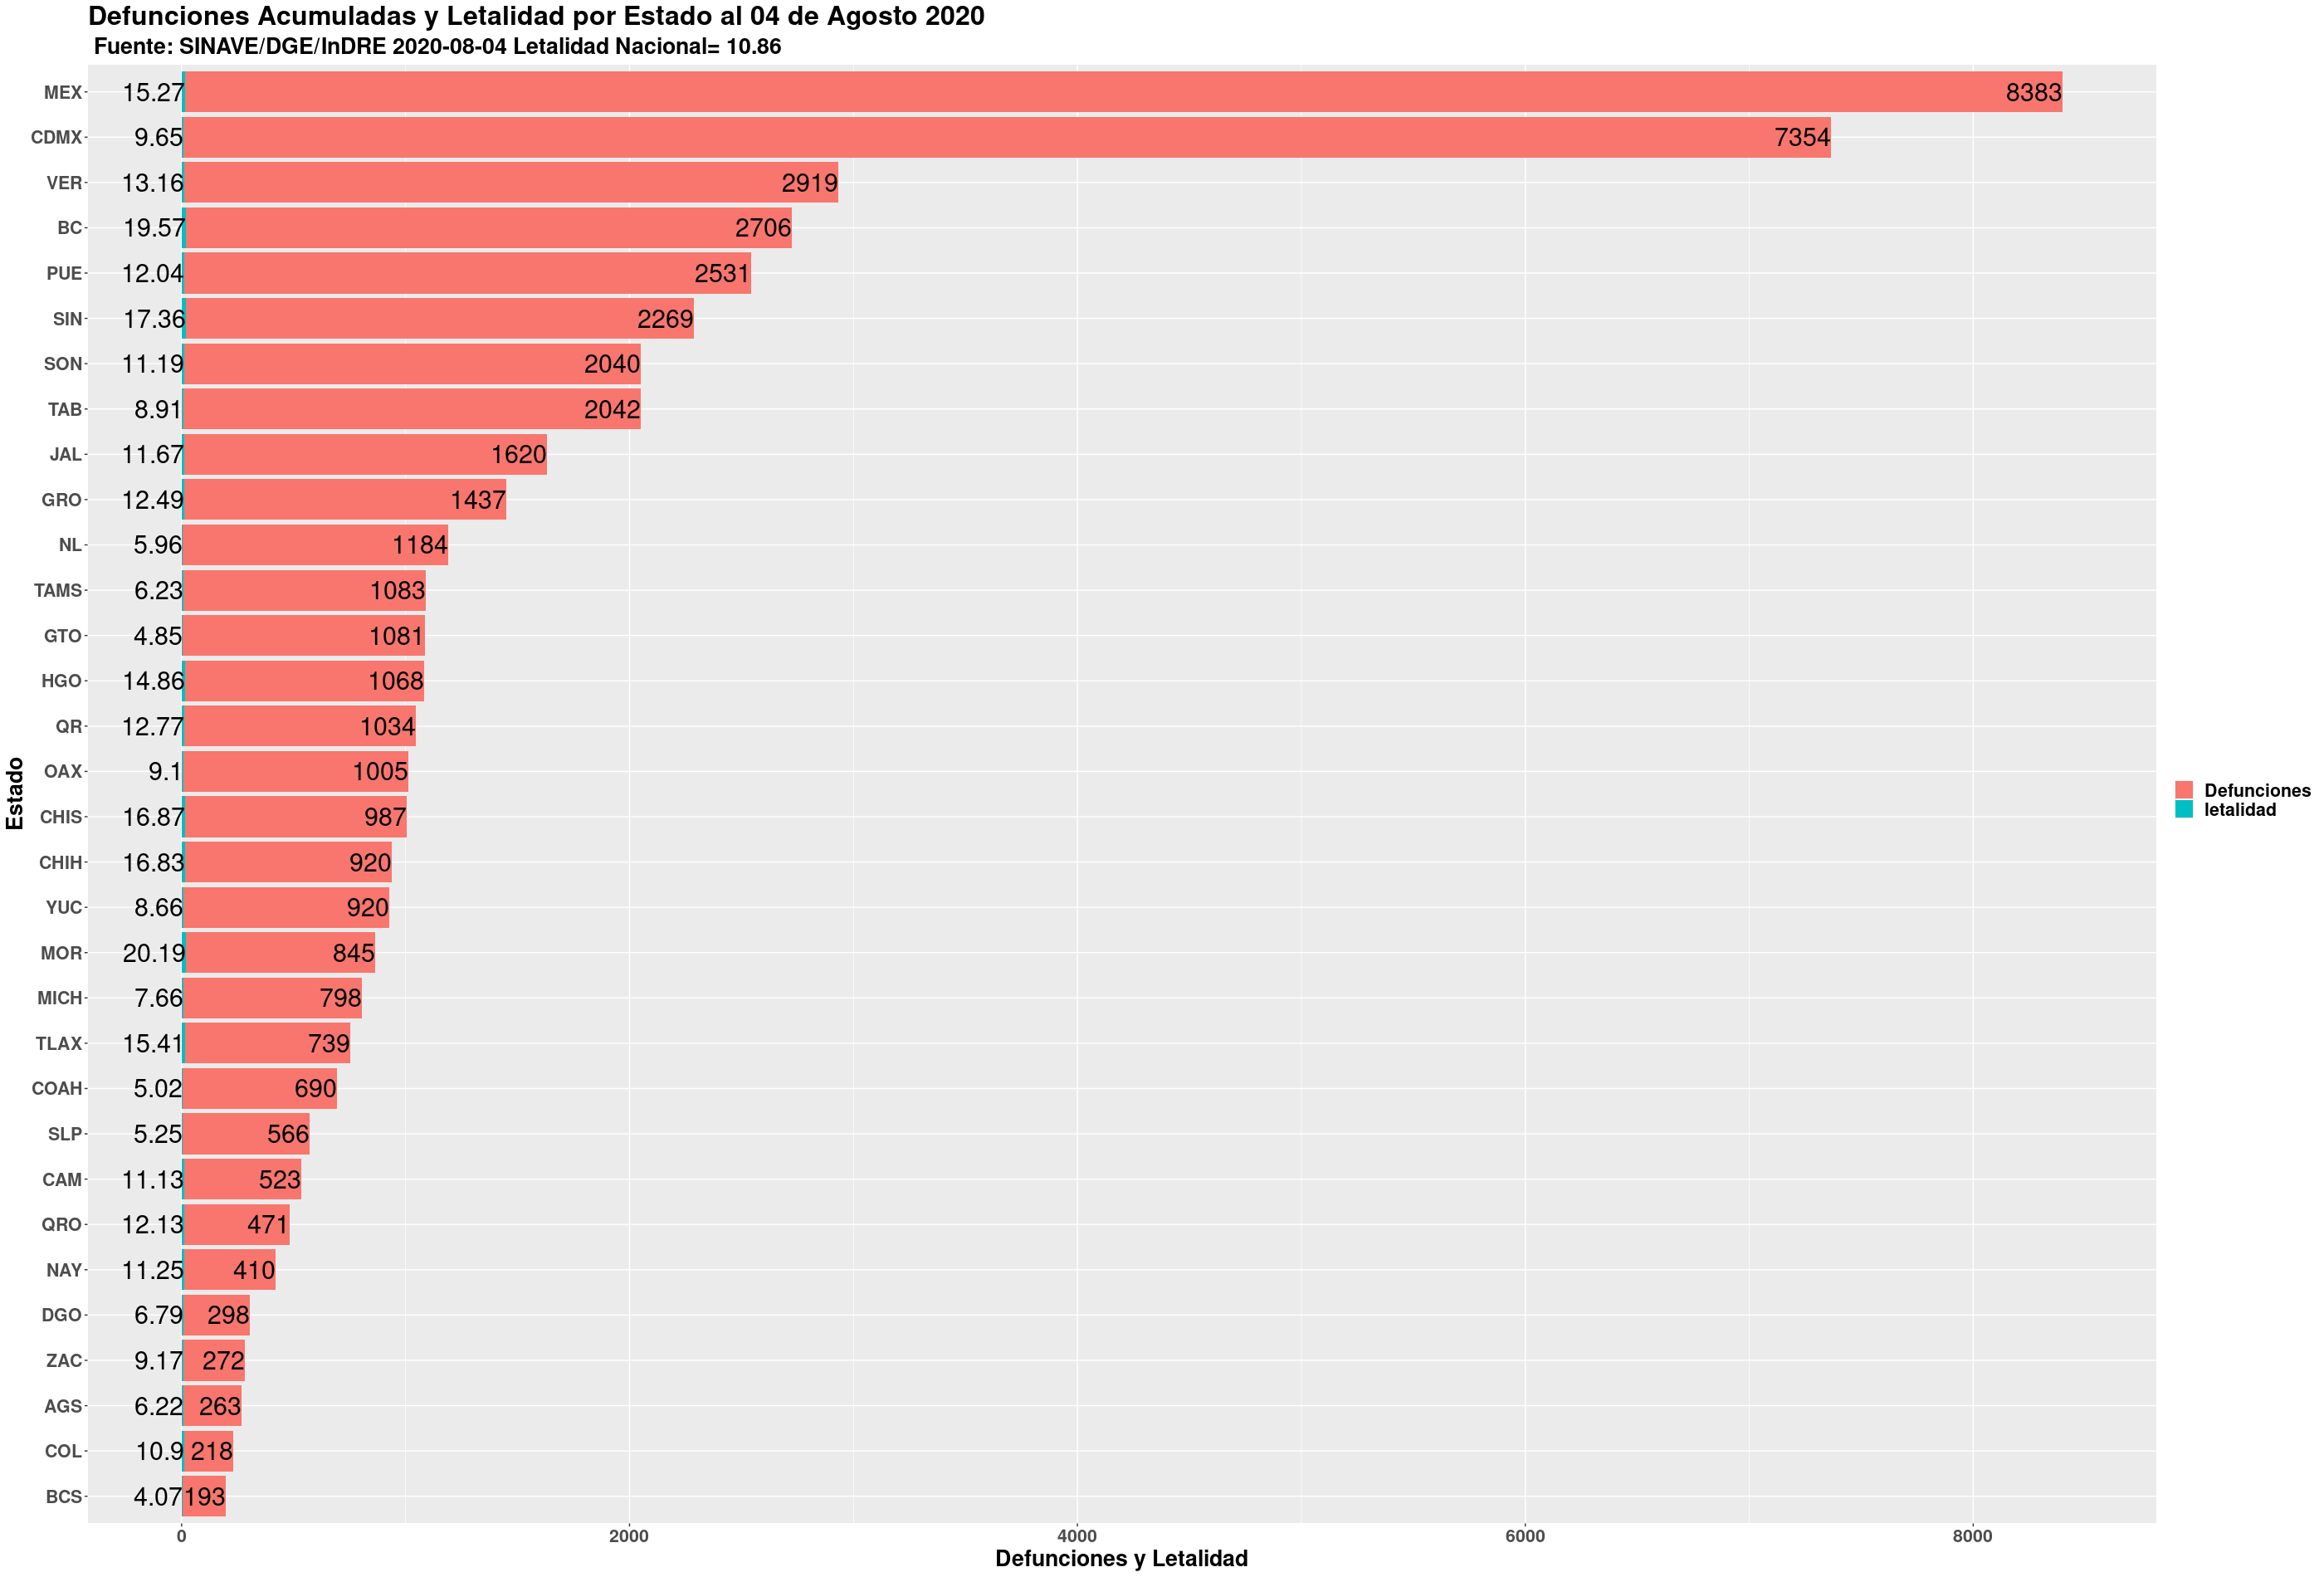 Defunciones Acumuladas y Letalidad por Estado al 04 de Agosto 2020
Fuente: SINAVE/DGE/InDRE 2020-08-04 Letalidad Nacional= 10.86
MEX 15.27 8383
CDMX 9.65 7354
VER 13.16 2919
BC 19.57 2706
PUE 12.04 2531
SIN 17.36 2269
SON 11.19 2040
TAB 8.91 2042
JAL 11.67 1620
GRO 12.49 1437
NL 5.96 1184
TAMS 6.23 1083
GTO 4.85 1081
HGO 14.86 1068
QR 12.77 1034
OAX 9.1 1005
CHIS 16.87 987
CHIH 16.83 920
YUC 8.66 920
MOR 20.19 845
MICH 7.66 798
TLAX 15.41 739
COAH 5.02 690
SLP 5.25 566
CAM 11.13 523
QRO 12.13 471
NAY 11.25 410
DGO 6.79 298
ZAC 9.17 272
AGS 6.22 263
COL 10.9 218
BCS 4.07 193
0 2000 4000 6000 8000
Defunciones y Letalidad
Estado
Defunciones
letalidad